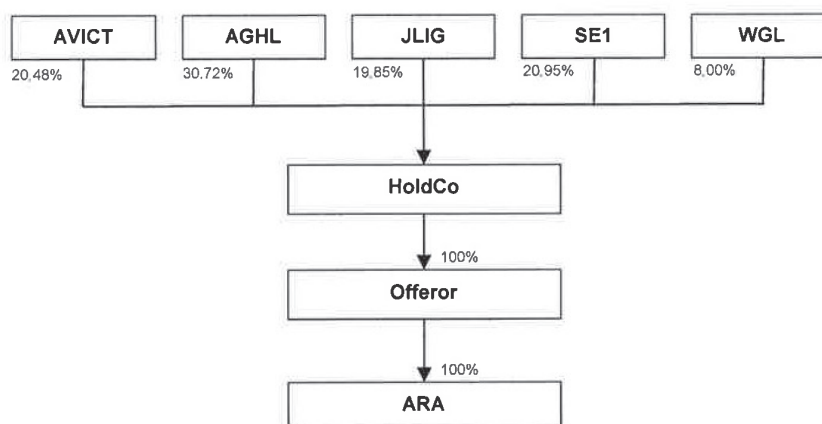 AVICT AGHL JLIG SE1 WGL
20,48% 30.72% 19,85% 20,95% 8,00%
HoldCo
100%
Offeror
100%
ARA